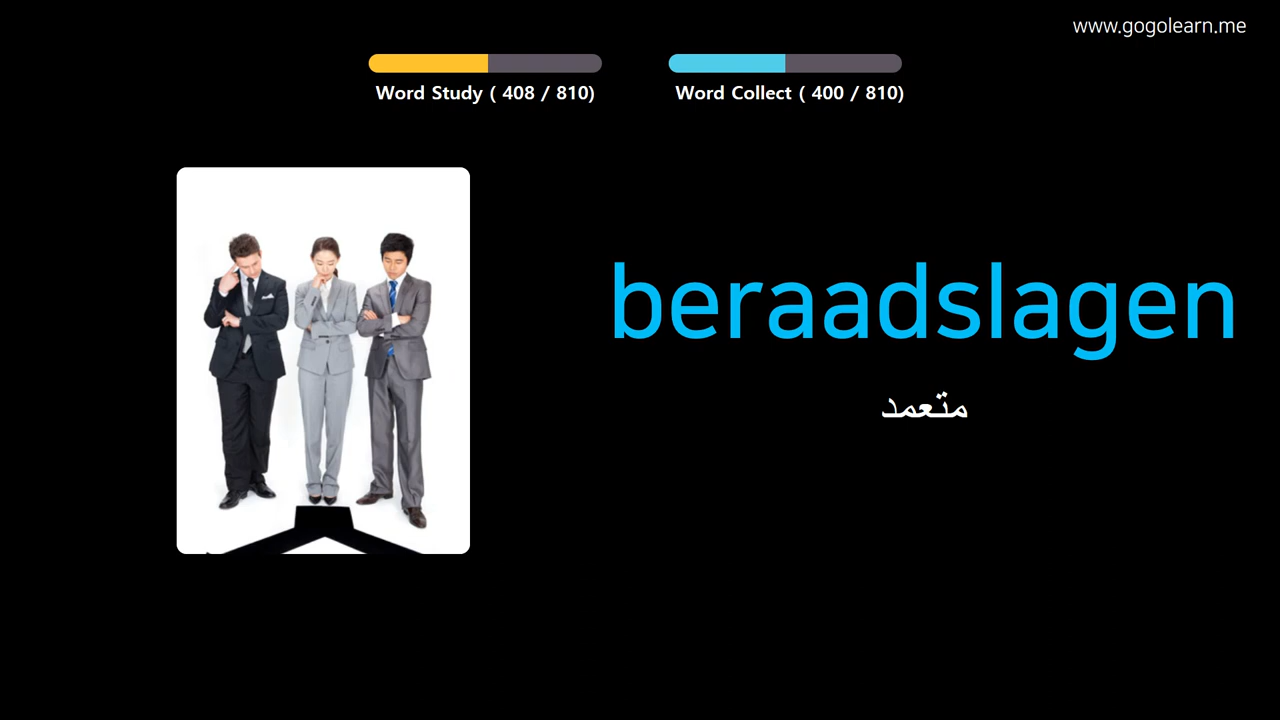 www.gogolearn.me
Word Study ( 408 / 810)
Word Collect ( 400 / 810)
beraadslagen
متعمد